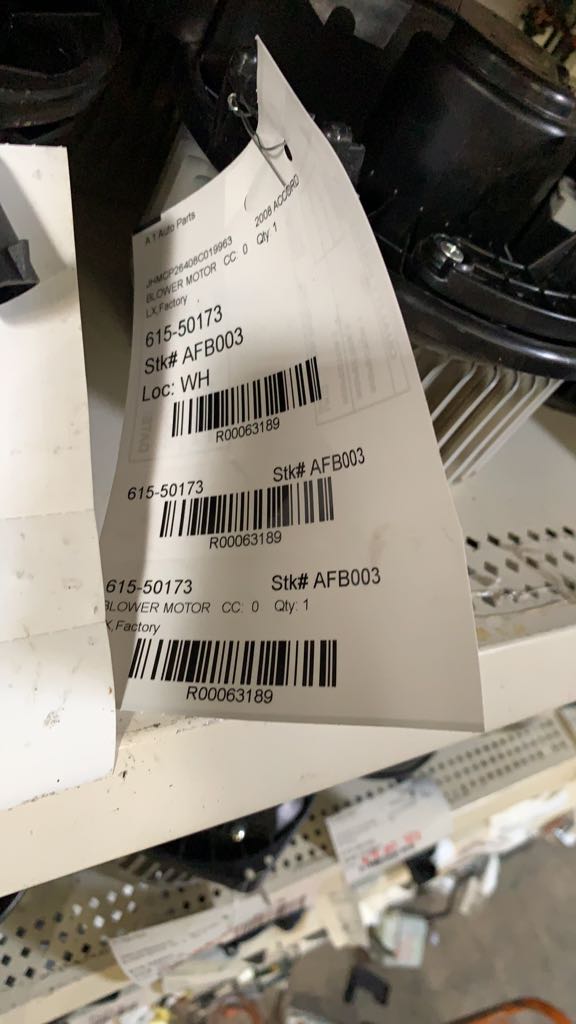 A 1 Auto Parts
2008 ACCORD
JHMCP26408C019963
BLOWER MOTOR CC: 0 Qty 1
LX,Factory
615-50173
Stk# AFB003
Loc: WH
R00063189
615-50173 Stk# AFB003
R00063189
615-50173 Stk# AFB003
BLOWER MOTOR CC: 0 Qty: 1
X,Factory
R00063189